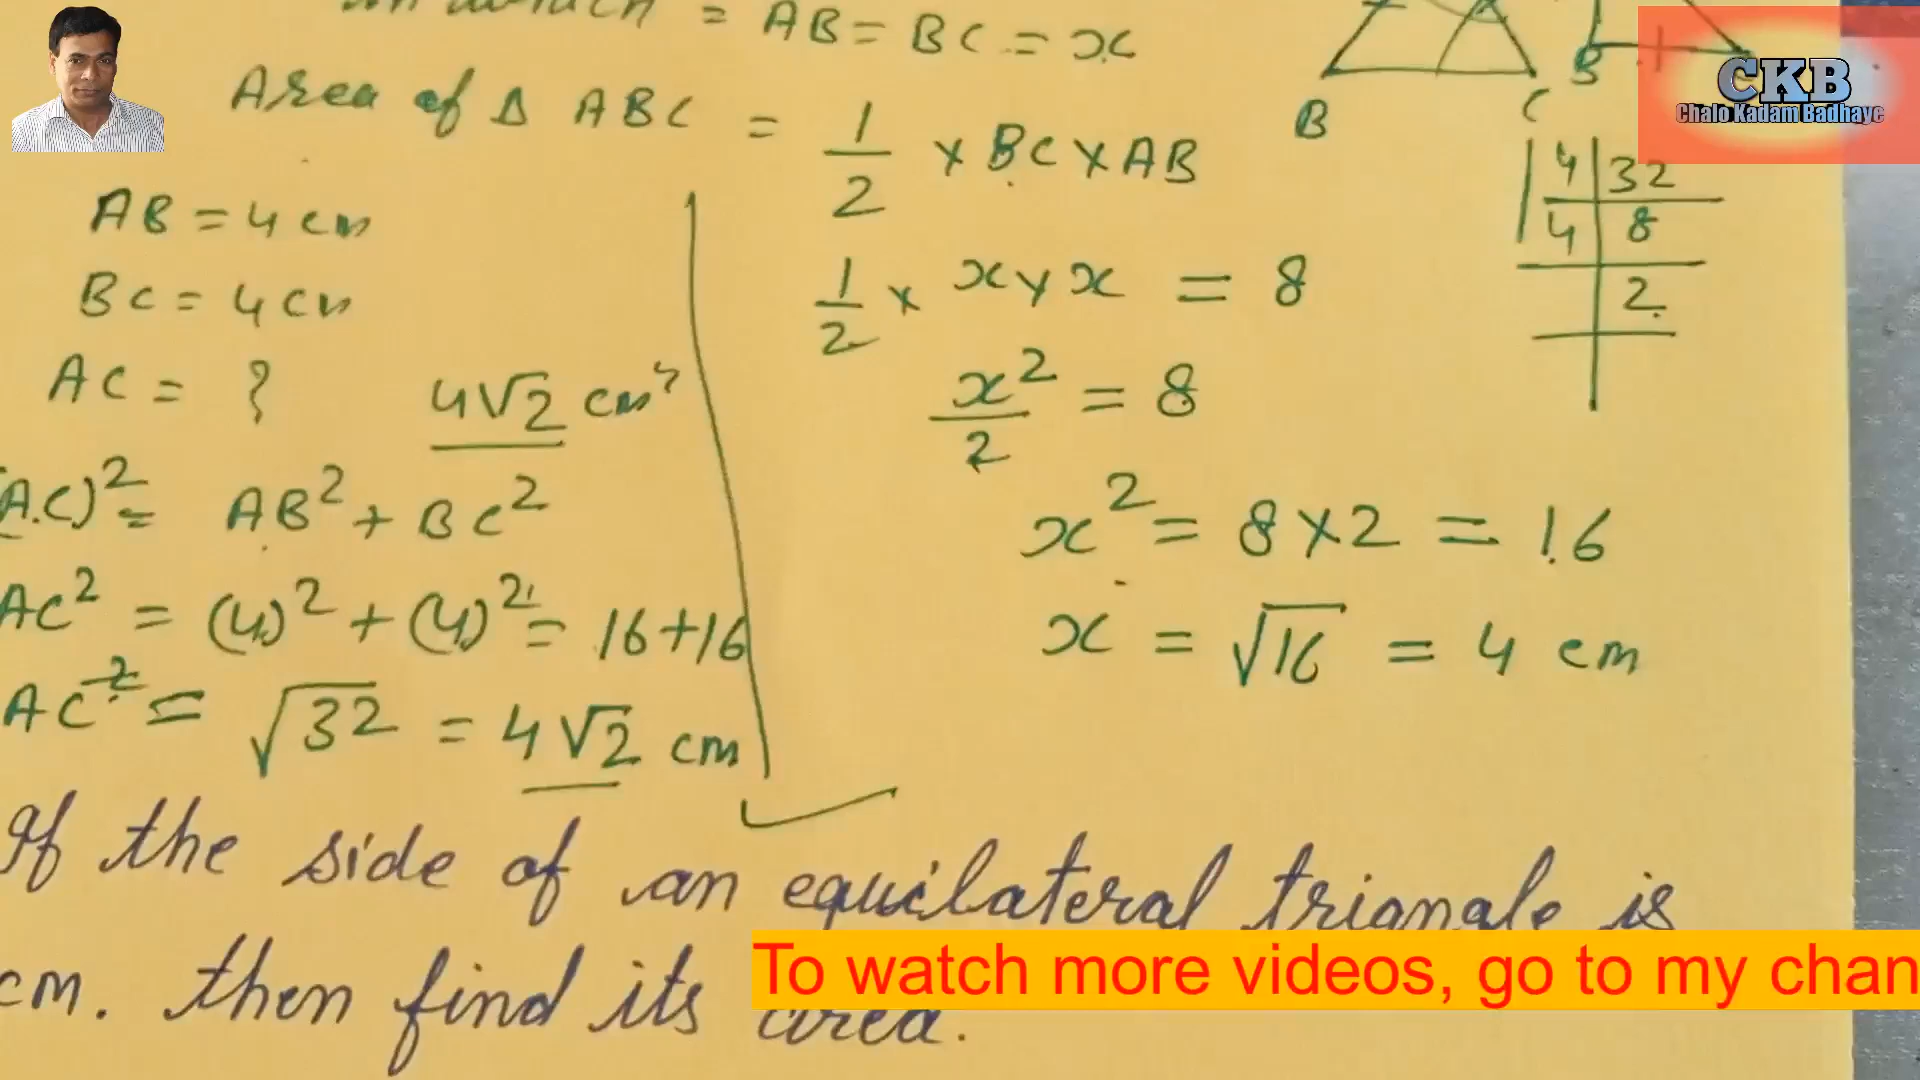 = AB = BC = x
Area of Δ ABC = 1/2 × BC × AB
AB = 4 cm
BC = 4 cm
AC = ? 4√2 cm
(AC)² = AB² + BC²
AC² = (4)² + (4)² = 16+16
AC² = √32 = 4√2 cm
1/2 × x × x = 8
x²/2 = 8
x² = 8×2 = 16
x = √16 = 4 cm
B C
B
4 32
4 8
2
CKB
Chalo Kadam Badhaye
If the side of an equilateral triangle is
cm. then find its area.
To watch more videos, go to my chan